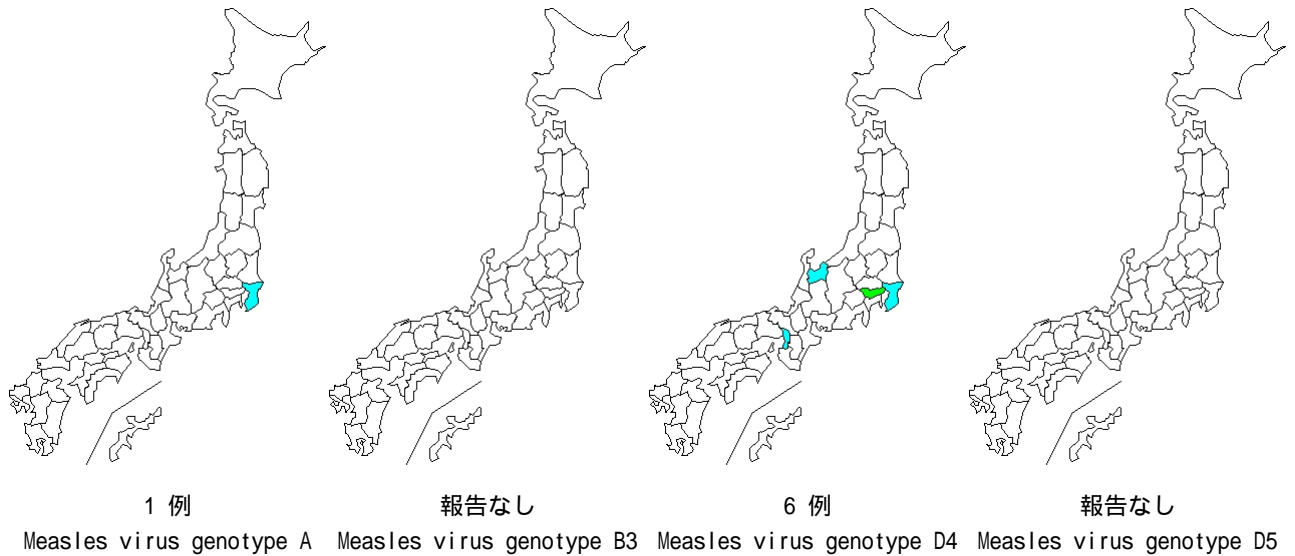 1 例 報告なし 6 例 報告なし
Measles virus genotype A Measles virus genotype B3 Measles virus genotype D4 Measles virus genotype D5